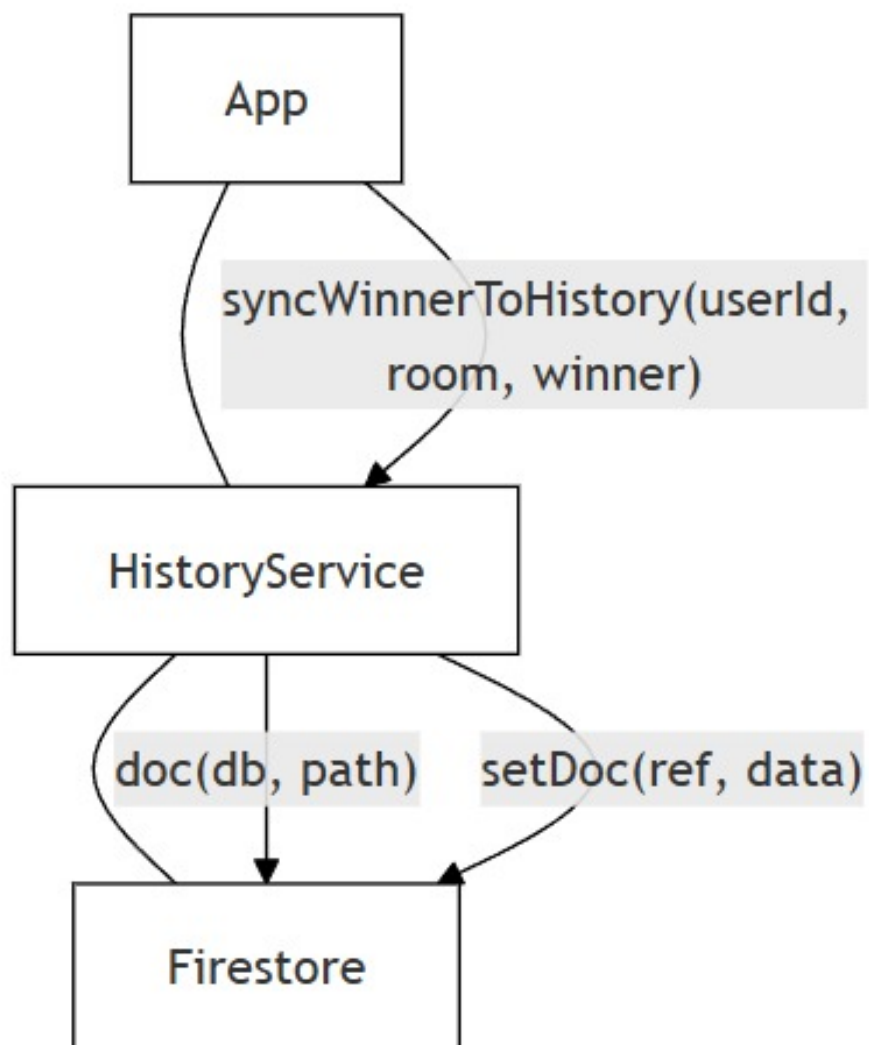 App
syncWinnerToHistory(userId,
room, winner)
HistoryService
doc(db, path)
setDoc(ref, data)
Firestore